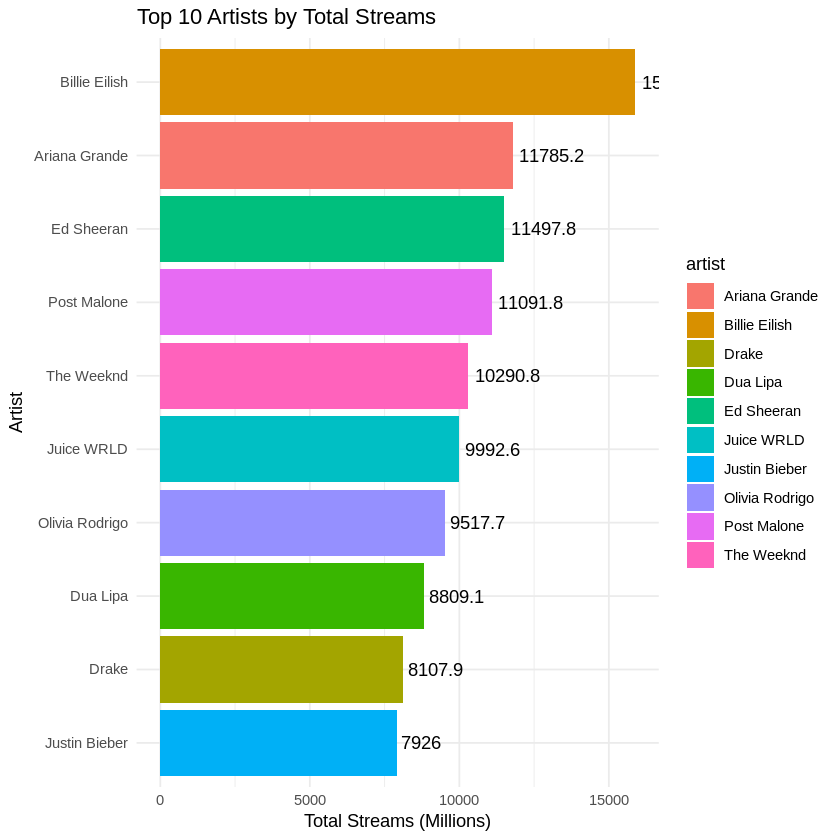 Top 10 Artists by Total Streams
Billie Eilish
15
Ariana Grande
11785.2
Ed Sheeran
11497.8
Post Malone
11091.8
The Weeknd
10290.8
Juice WRLD
9992.6
Olivia Rodrigo
9517.7
Dua Lipa
8809.1
Drake
8107.9
Justin Bieber
7926
0 5000 10000 15000
Total Streams (Millions)
Artist
artist
Ariana Grande
Billie Eilish
Drake
Dua Lipa
Ed Sheeran
Juice WRLD
Justin Bieber
Olivia Rodrigo
Post Malone
The Weeknd